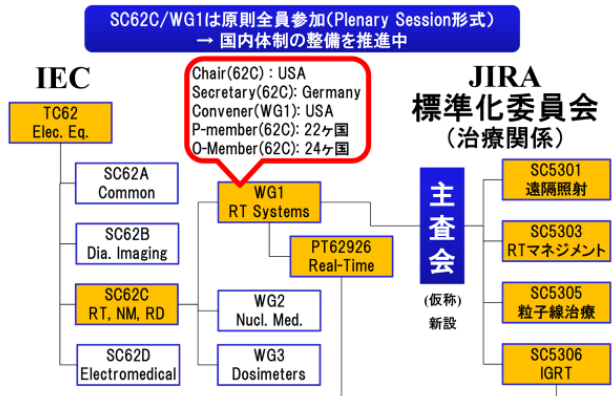 SC62C/WG1は原則全員参加(Plenary Session形式)
→ 国内体制の整備を推進中
IEC
JIRA
標準化委員会
(治療関係)
Chair(62C) : USA
Secretary(62C): Germany
Convener(WG1): USA
P-member(62C): 22ヶ国
O-Member(62C): 24ヶ国
TC62
Elec. Eq.
SC62A
Common
SC62B
Dia. Imaging
SC62C
RT, NM, RD
SC62D
Electromedical
WG1
RT Systems
PT62926
Real-Time
WG2
Nucl. Med.
WG3
Dosimeters
主査会
(仮称)
新設
SC5301
遠隔照射
SC5303
RTマネジメント
SC5305
粒子線治療
SC5306
IGRT